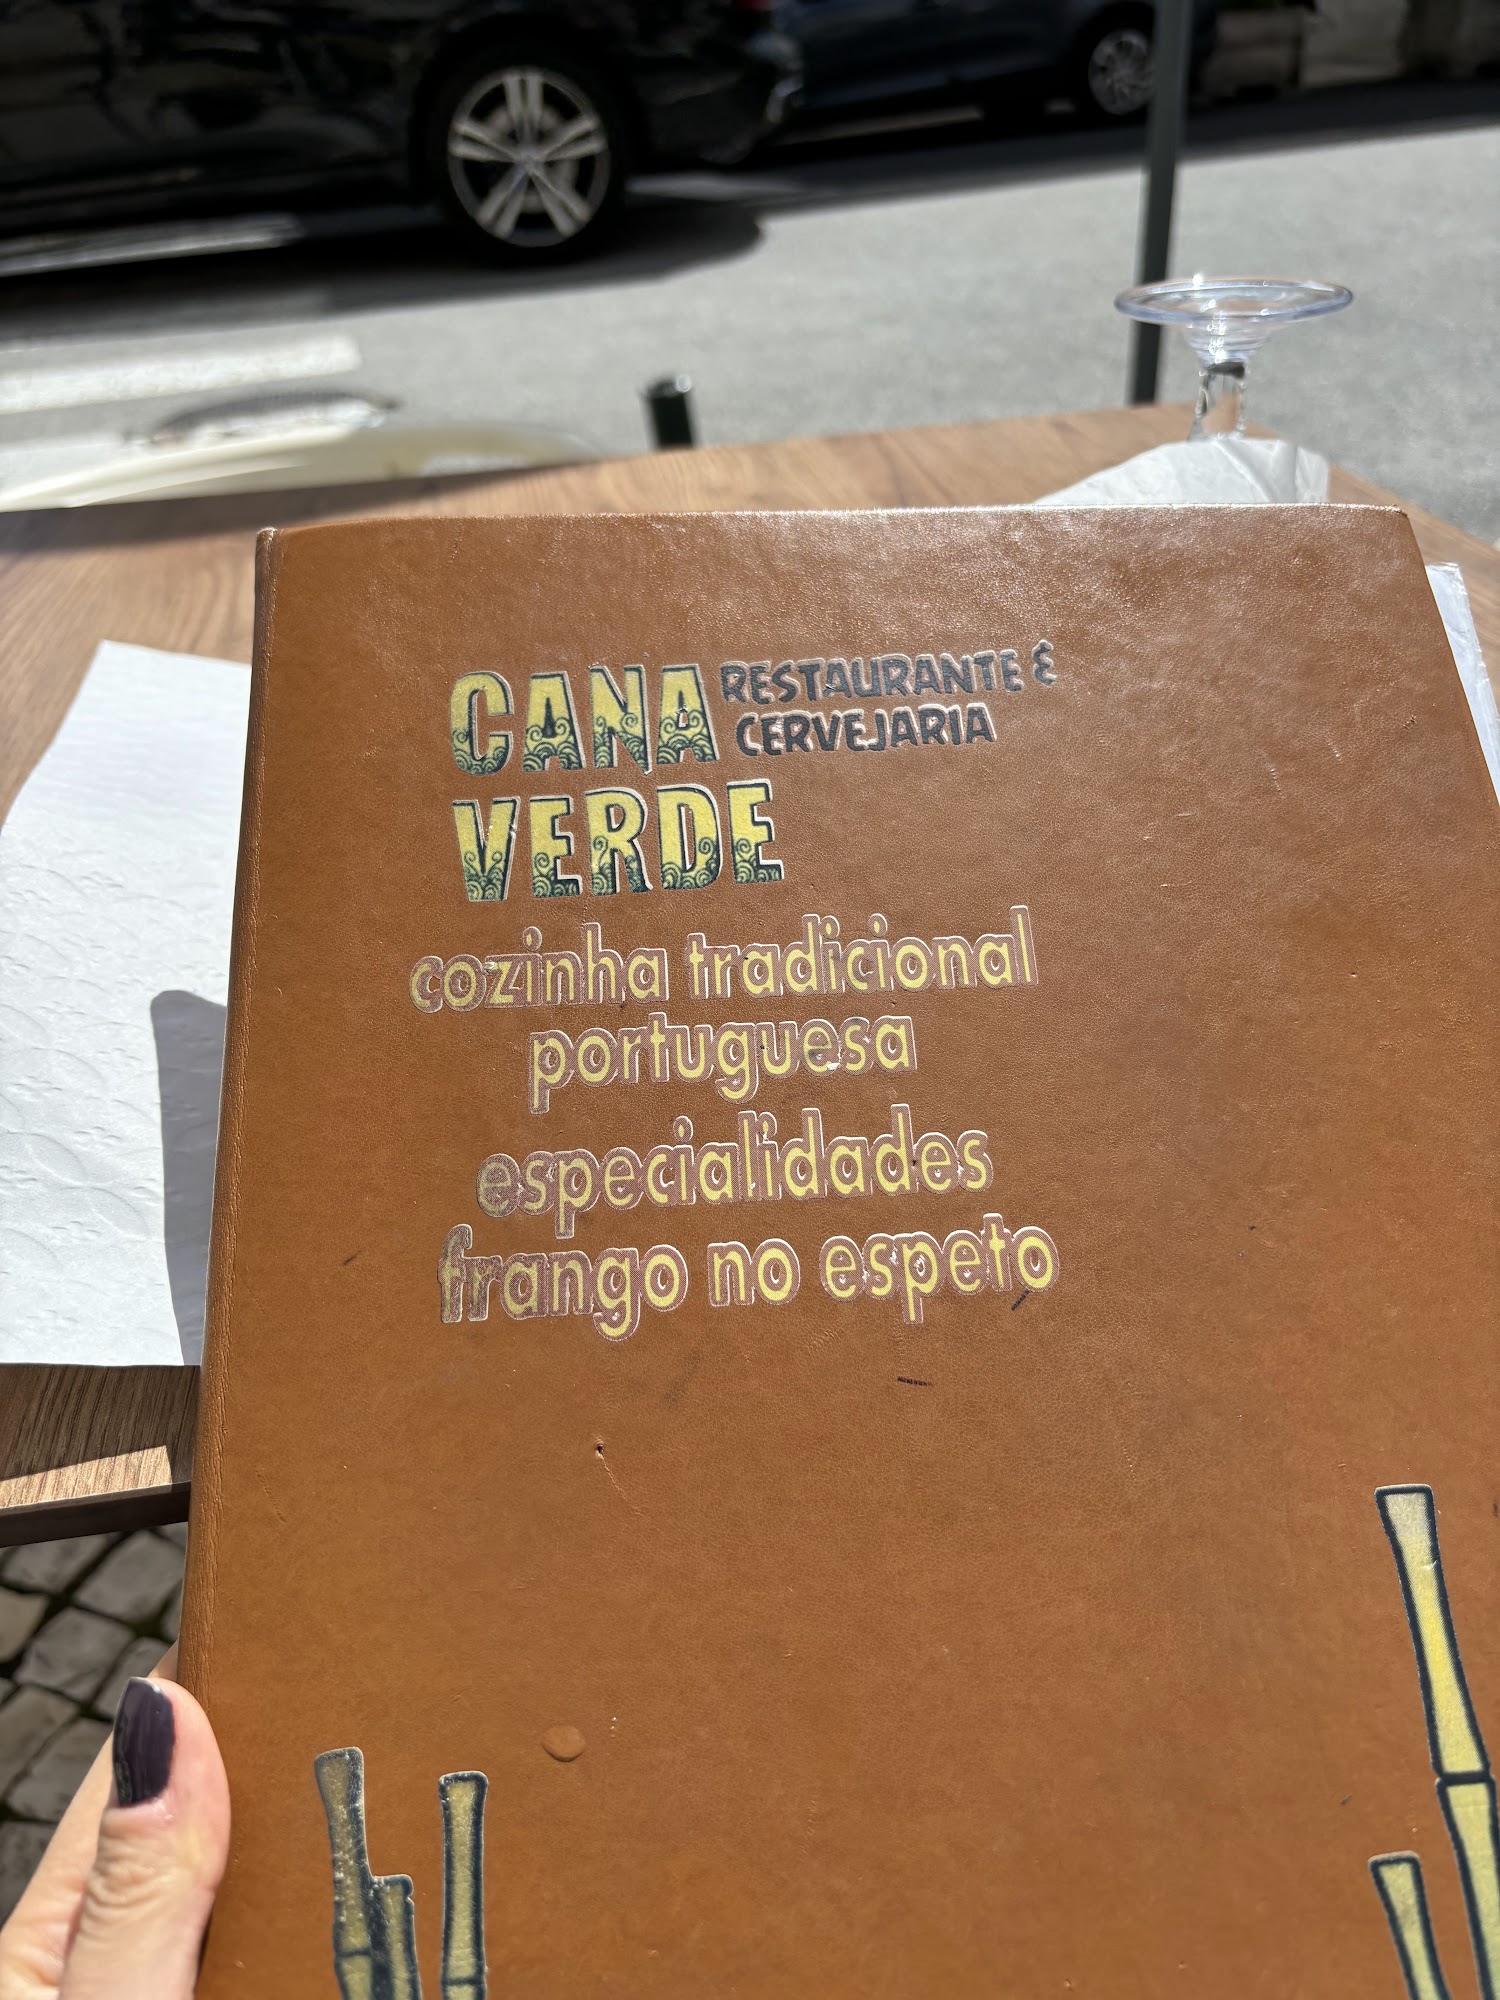 CANA RESTAURANTE &
VERDE CERVEJARIA
cozinha tradicional
portuguesa
especialidades
frango no espeto